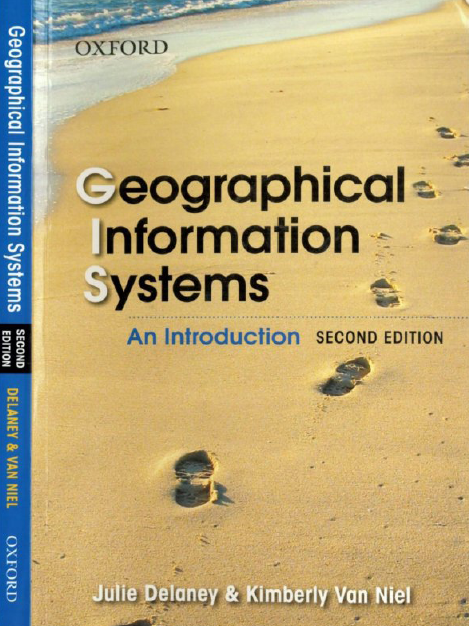 OXFORD
Geographical
Information
Systems
An Introduction SECOND EDITION
Julie Delaney & Kimberly Van Niel
Geographical Information Systems
SECOND
EDITION
DELANEY & VAN NIEL
OXFORD